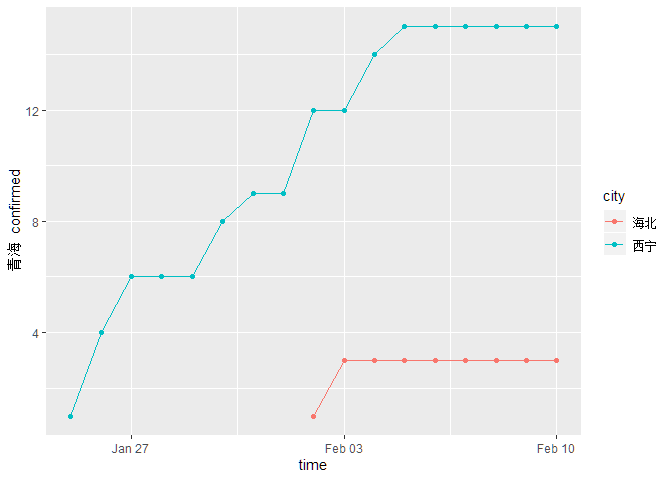 12
8
4
青海 confirmed
Jan 27
Feb 03
Feb 10
time
city
海北
西宁